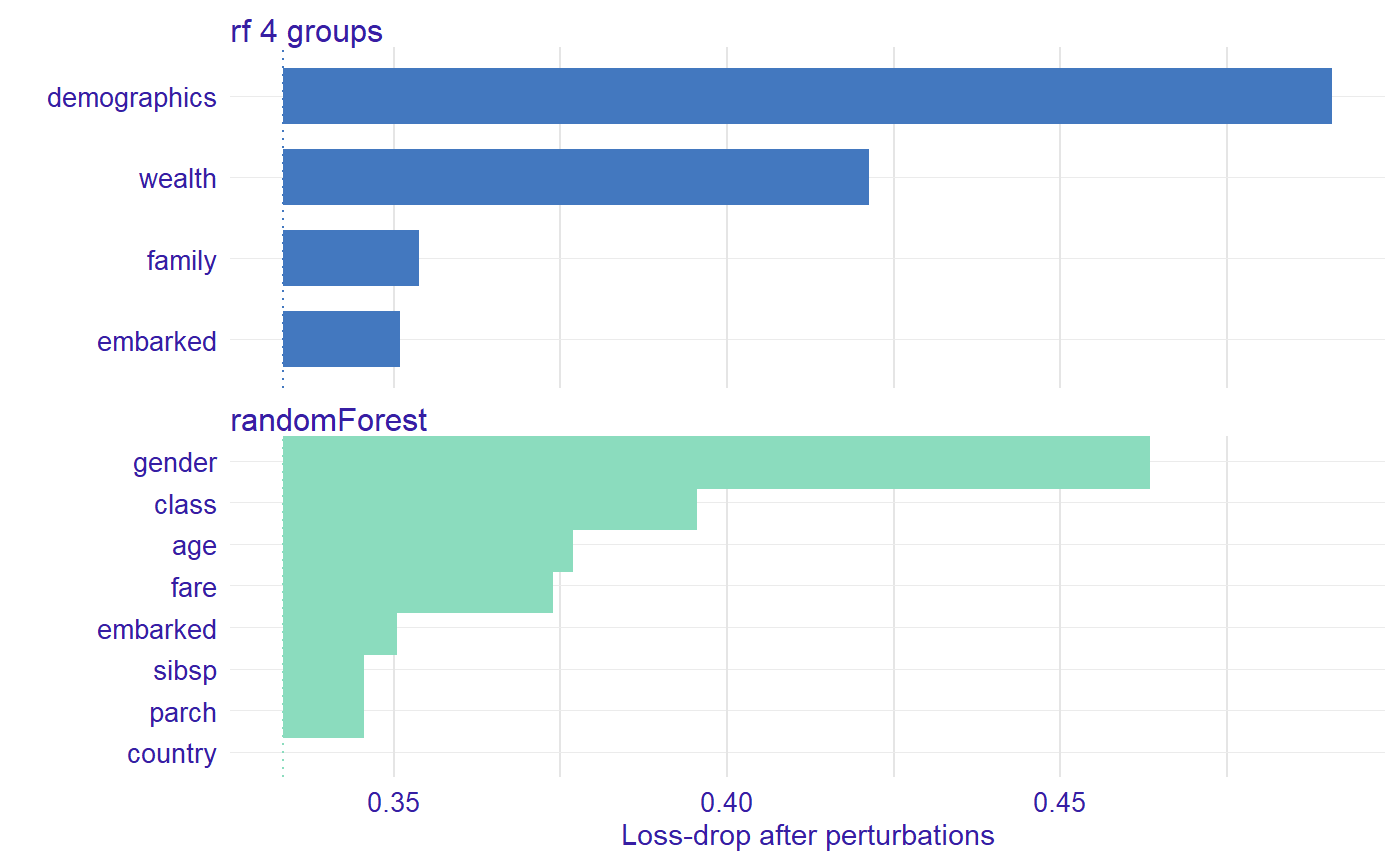 rf 4 groups
demographics
wealth
family
embarked
randomForest
gender
class
age
fare
embarked
sibsp
parch
country
0.35 0.40 0.45
Loss-drop after perturbations